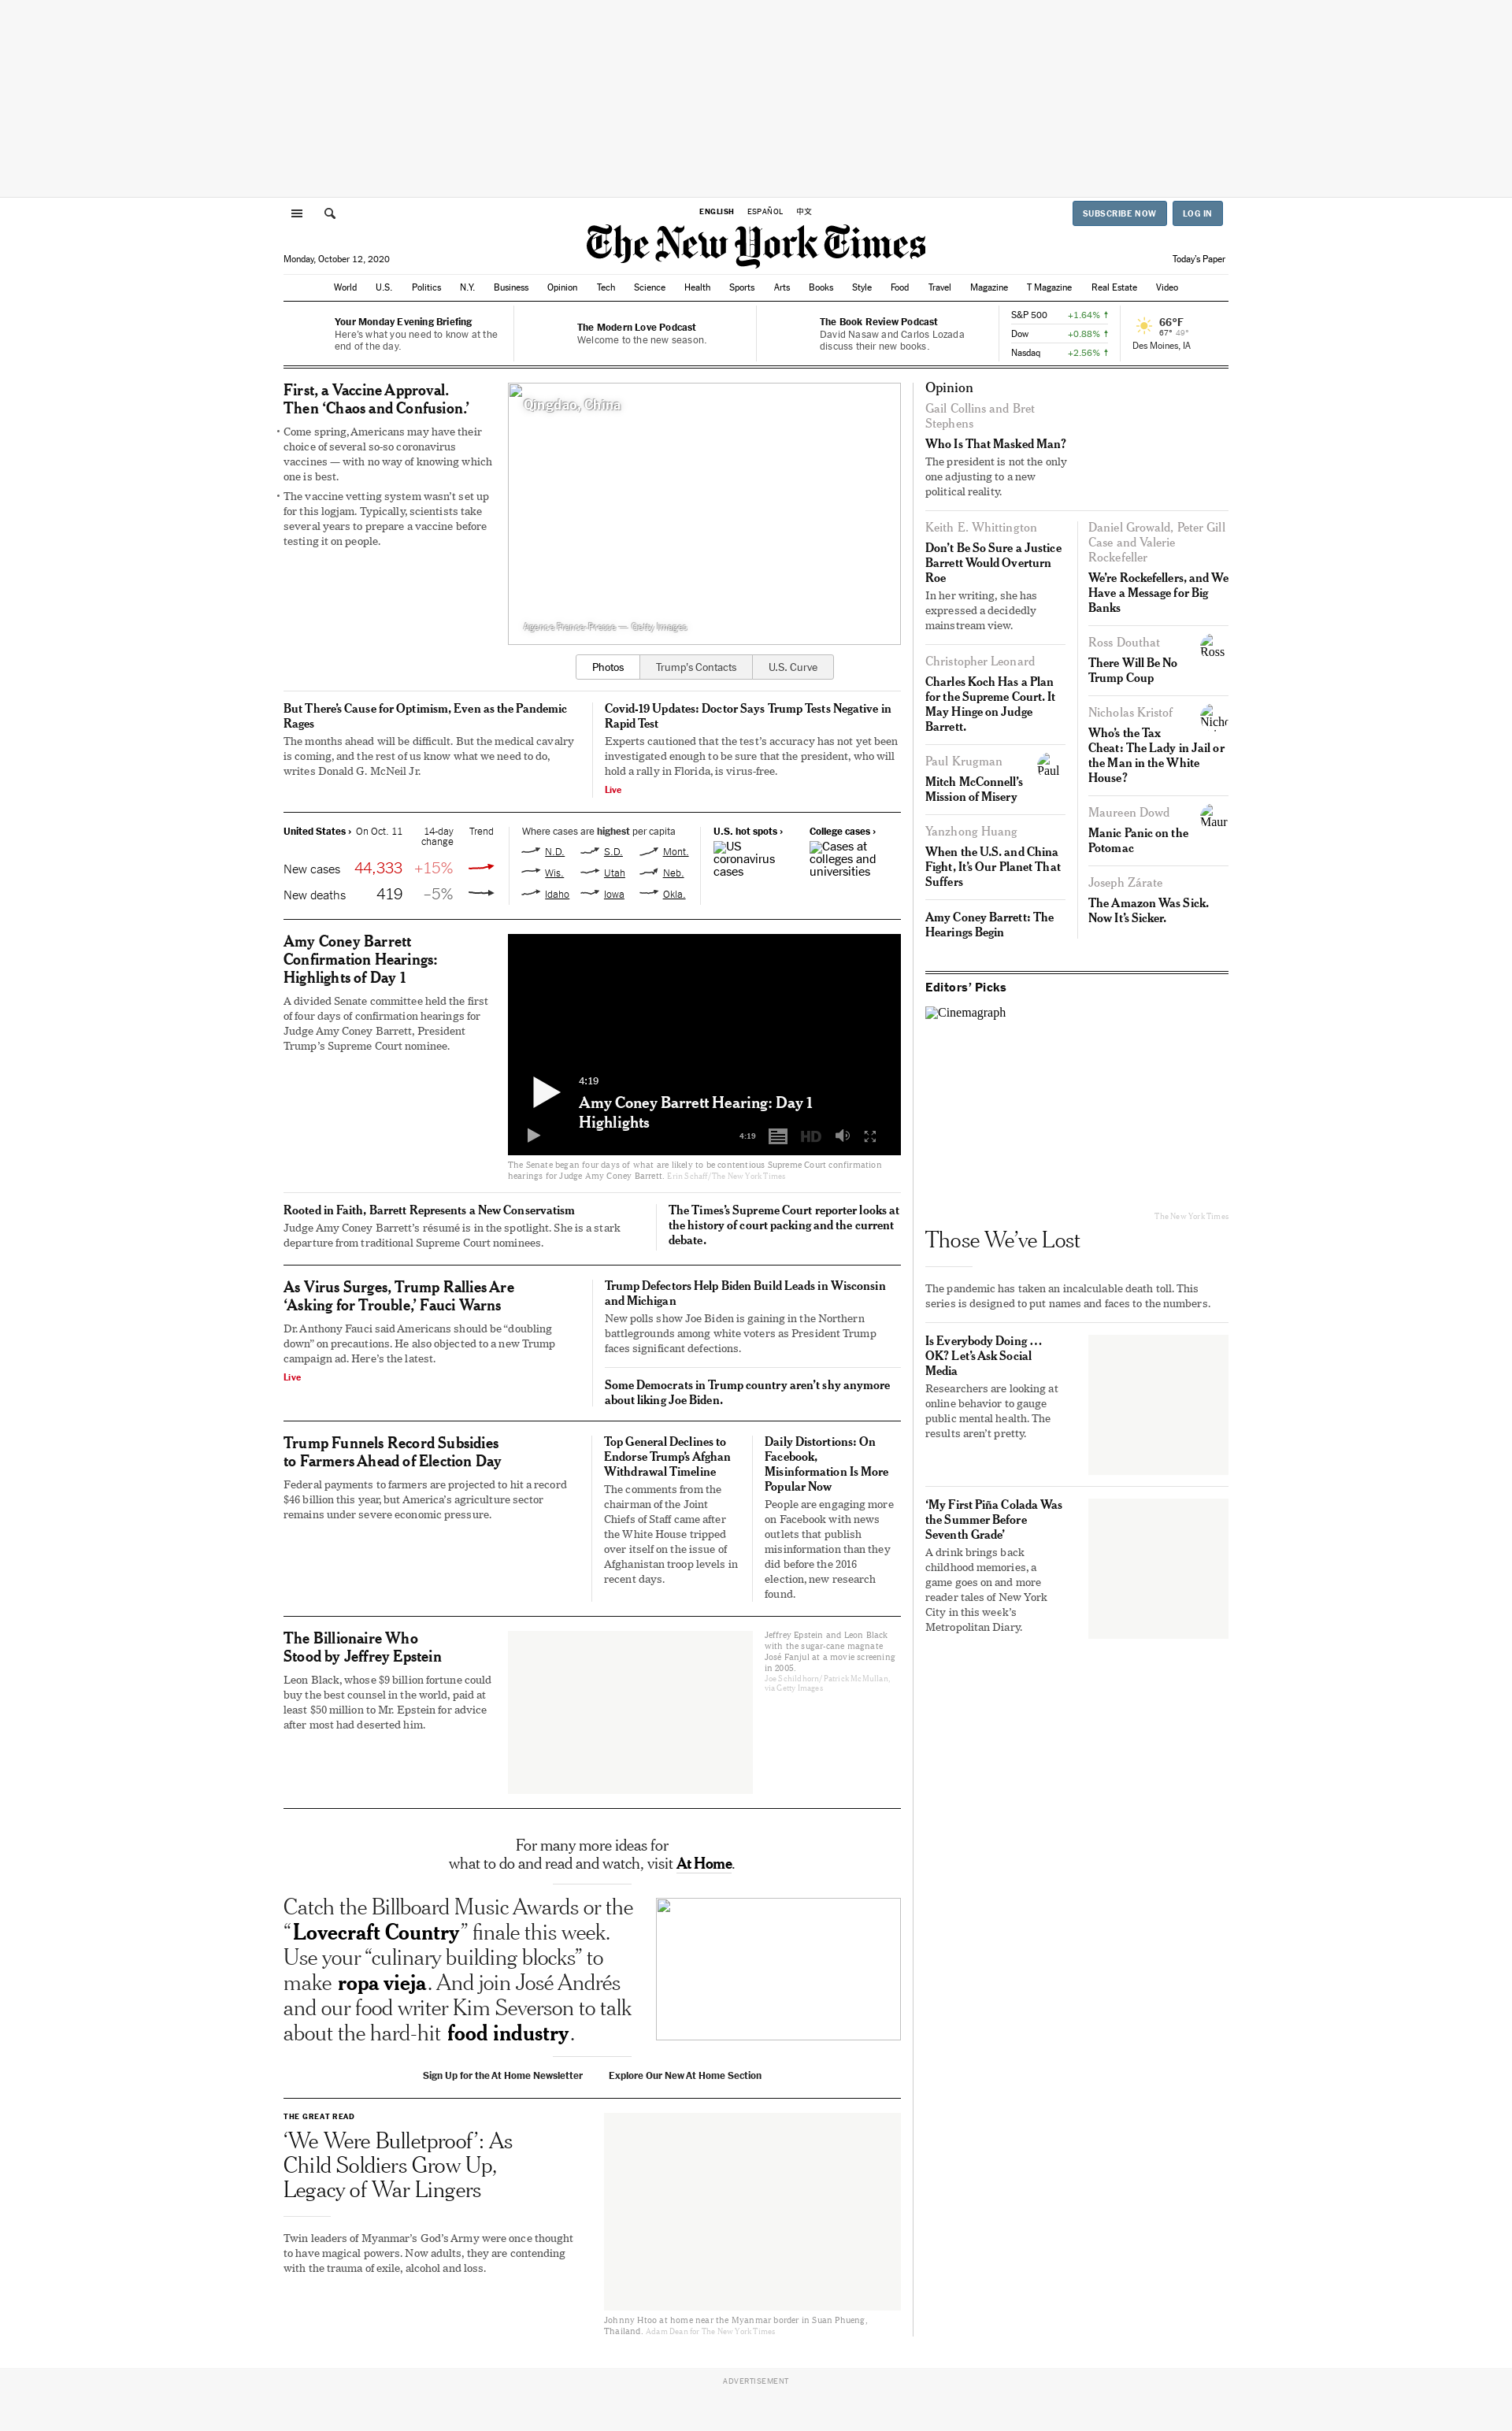 ENGLISH ESPAÑOL 中文
SUBSCRIBE NOW LOG IN
The New York Times
Monday, October 12, 2020
Today's Paper
World U.S. Politics N.Y. Business Opinion Tech Science Health Sports Arts Books Style Food Travel Magazine T Magazine Real Estate Video
Your Monday Evening Briefing
Here's what you need to know at the
end of the day.
The Modern Love Podcast
Welcome to the new season.
The Book Review Podcast
David Nasaw and Carlos Lozada
discuss their new books.
S&P 500 +1.64% ↑
Dow +0.88% ↑
Nasdaq +2.56% ↑
66°F
67° 49°
Des Moines, IA
First, a Vaccine Approval.
Then ‘Chaos and Confusion.’
• Come spring, Americans may have their
choice of several so-so coronavirus
vaccines — with no way of knowing which
one is best.
• The vaccine vetting system wasn’t set up
for this logjam. Typically, scientists take
several years to prepare a vaccine before
testing it on people.
Qingdao, China
Agence France-Presse — Getty Images
Photos Trump’s Contacts U.S. Curve
But There’s Cause for Optimism, Even as the Pandemic
Rages
The months ahead will be difficult. But the medical cavalry
is coming, and the rest of us know what we need to do,
writes Donald G. McNeil Jr.
Covid-19 Updates: Doctor Says Trump Tests Negative in
Rapid Test
Experts cautioned that the test’s accuracy has not yet been
investigated enough to be sure that the president, who will
hold a rally in Florida, is virus-free.
Live
United States › On Oct. 11 14-day
change Trend
New cases 44,333 +15%
New deaths 419 –5%
Where cases are highest per capita
N.D. S.D. Mont.
Wis. Utah Neb.
Idaho Iowa Okla.
U.S. hot spots ›
US
coronavirus
cases
College cases ›
Cases at
colleges and
universities
Amy Coney Barrett
Confirmation Hearings:
Highlights of Day 1
A divided Senate committee held the first
of four days of confirmation hearings for
Judge Amy Coney Barrett, President
Trump’s Supreme Court nominee.
4:19
Amy Coney Barrett Hearing: Day 1
Highlights
4:19 HD
The Senate began four days of what are likely to be contentious Supreme Court confirmation
hearings for Judge Amy Coney Barrett. Erin Schaff/The New York Times
Rooted in Faith, Barrett Represents a New Conservatism
Judge Amy Coney Barrett’s résumé is in the spotlight. She is a stark
departure from traditional Supreme Court nominees.
The Times’s Supreme Court reporter looks at
the history of court packing and the current
debate.
As Virus Surges, Trump Rallies Are
‘Asking for Trouble,’ Fauci Warns
Dr. Anthony Fauci said Americans should be “doubling
down” on precautions. He also objected to a new Trump
campaign ad. Here’s the latest.
Live
Trump Defectors Help Biden Build Leads in Wisconsin
and Michigan
New polls show Joe Biden is gaining in the Northern
battlegrounds among white voters as President Trump
faces significant defections.
Some Democrats in Trump country aren’t shy anymore
about liking Joe Biden.
Trump Funnels Record Subsidies
to Farmers Ahead of Election Day
Federal payments to farmers are projected to hit a record
$46 billion this year, but America’s agriculture sector
remains under severe economic pressure.
Top General Declines to
Endorse Trump’s Afghan
Withdrawal Timeline
The comments from the
chairman of the Joint
Chiefs of Staff came after
the White House tripped
over itself on the issue of
Afghanistan troop levels in
recent days.
Daily Distortions: On
Facebook,
Misinformation Is More
Popular Now
People are engaging more
on Facebook with news
outlets that publish
misinformation than they
did before the 2016
election, new research
found.
The Billionaire Who
Stood by Jeffrey Epstein
Leon Black, whose $9 billion fortune could
buy the best counsel in the world, paid at
least $50 million to Mr. Epstein for advice
after most had deserted him.
Jeffrey Epstein and Leon Black
with the sugar-cane magnate
José Fanjul at a movie screening
in 2005.
Joe Schildhorn/Patrick McMullan,
via Getty Images
For many more ideas for
what to do and read and watch, visit At Home.
Catch the Billboard Music Awards or the
“Lovecraft Country” finale this week.
Use your “culinary building blocks” to
make ropa vieja. And join José Andrés
and our food writer Kim Severson to talk
about the hard-hit food industry.
Sign Up for the At Home Newsletter Explore Our New At Home Section
THE GREAT READ
‘We Were Bulletproof’: As
Child Soldiers Grow Up,
Legacy of War Lingers
Twin leaders of Myanmar’s God’s Army were once thought
to have magical powers. Now adults, they are contending
with the trauma of exile, alcohol and loss.
Johnny Htoo at home near the Myanmar border in Suan Phueng,
Thailand. Adam Dean for The New York Times
Opinion
Gail Collins and Bret
Stephens
Who Is That Masked Man?
The president is not the only
one adjusting to a new
political reality.
Keith E. Whittington
Don’t Be So Sure a Justice
Barrett Would Overturn
Roe
In her writing, she has
expressed a decidedly
mainstream view.
Christopher Leonard
Charles Koch Has a Plan
for the Supreme Court. It
May Hinge on Judge
Barrett.
Paul Krugman
Paul
Mitch McConnell’s
Mission of Misery
Yanzhong Huang
When the U.S. and China
Fight, It’s Our Planet That
Suffers
Amy Coney Barrett: The
Hearings Begin
Daniel Growald, Peter Gill
Case and Valerie
Rockefeller
We’re Rockefellers, and We
Have a Message for Big
Banks
Ross Douthat
Ross
There Will Be No
Trump Coup
Nicholas Kristof
Nicho
Who’s the Tax
Cheat: The Lady in Jail or
the Man in the White
House?
Maureen Dowd
Maur
Manic Panic on the
Potomac
Joseph Zárate
The Amazon Was Sick.
Now It’s Sicker.
Editors’ Picks
Cinemagraph
The New York Times
Those We’ve Lost
The pandemic has taken an incalculable death toll. This
series is designed to put names and faces to the numbers.
Is Everybody Doing …
OK? Let’s Ask Social
Media
Researchers are looking at
online behavior to gauge
public mental health. The
results aren’t pretty.
‘My First Piña Colada Was
the Summer Before
Seventh Grade’
A drink brings back
childhood memories, a
game goes on and more
reader tales of New York
City in this week’s
Metropolitan Diary.
ADVERTISEMENT